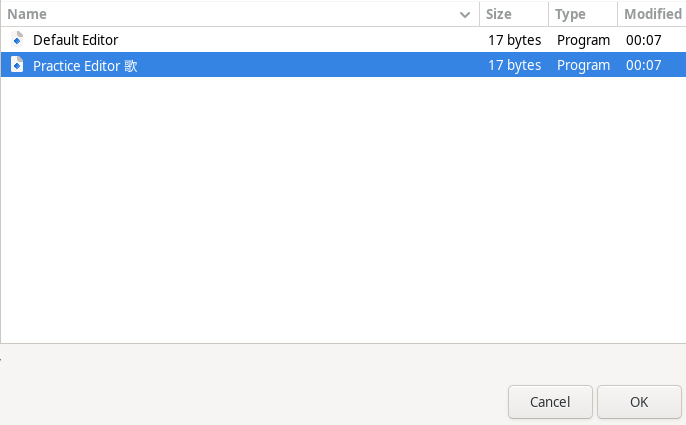 Name Size Type Modified
Default Editor 17 bytes Program 00:07
Practice Editor 歌 17 bytes Program 00:07
Cancel OK